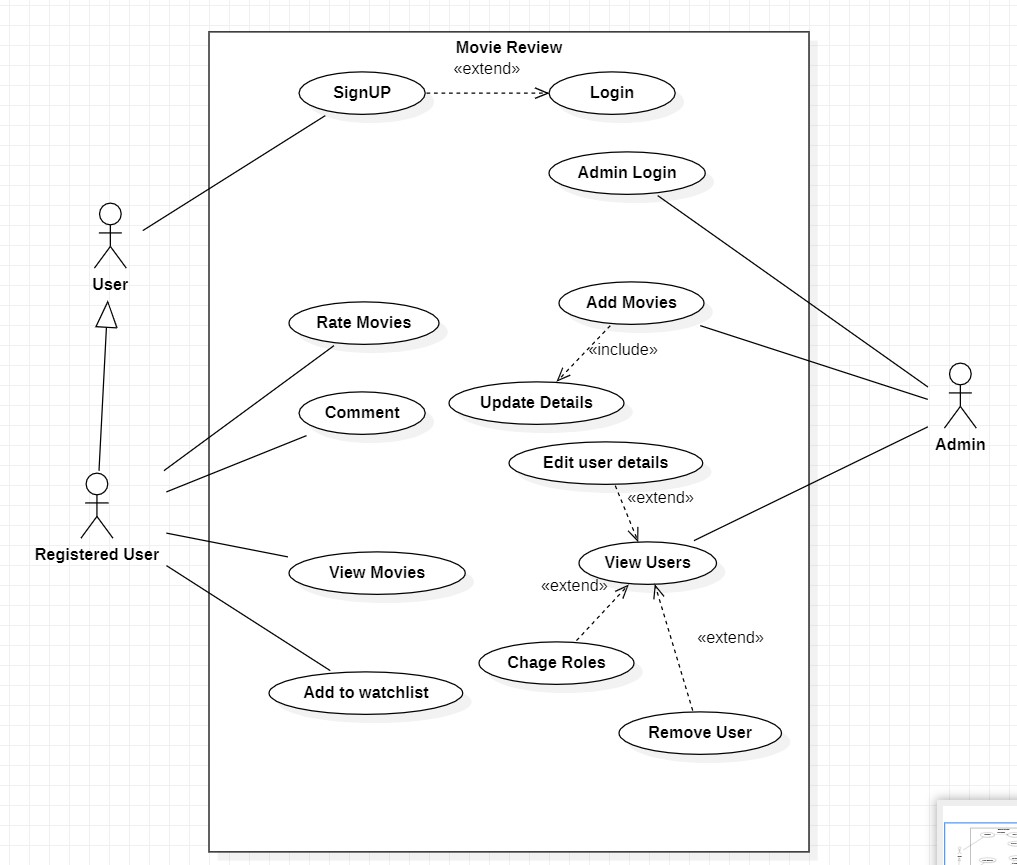 Movie Review
«extend»
SignUP
Login
Admin Login
User
Rate Movies
Add Movies
«include»
Comment
Update Details
Admin
Edit user details
«extend»
Registered User
View Movies
View Users
«extend»
Chage Roles
«extend»
Add to watchlist
Remove User